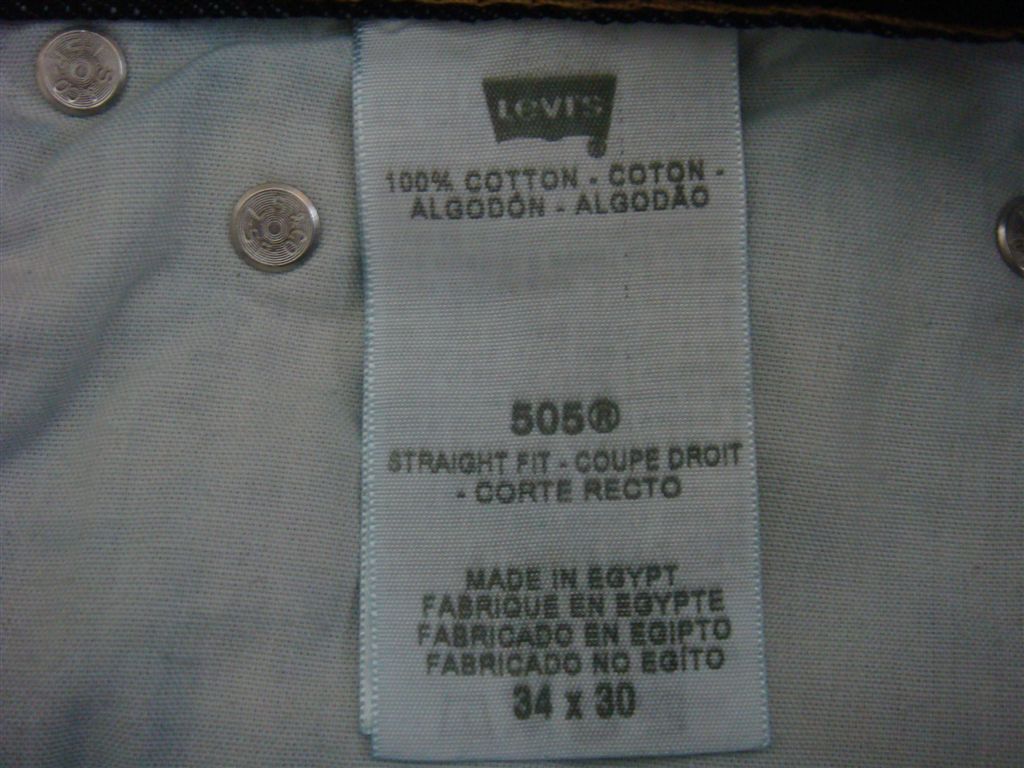 Levi's
100% COTTON - COTON -
ALGODÓN - ALGODÃO
505®
STRAIGHT FIT - COUPE DROIT
- CORTE RECTO
MADE IN EGYPT
FABRIQUE EN EGYPTE
FABRICADO EN EGIPTO
FABRICADO NO EGÍTO
34 x 30